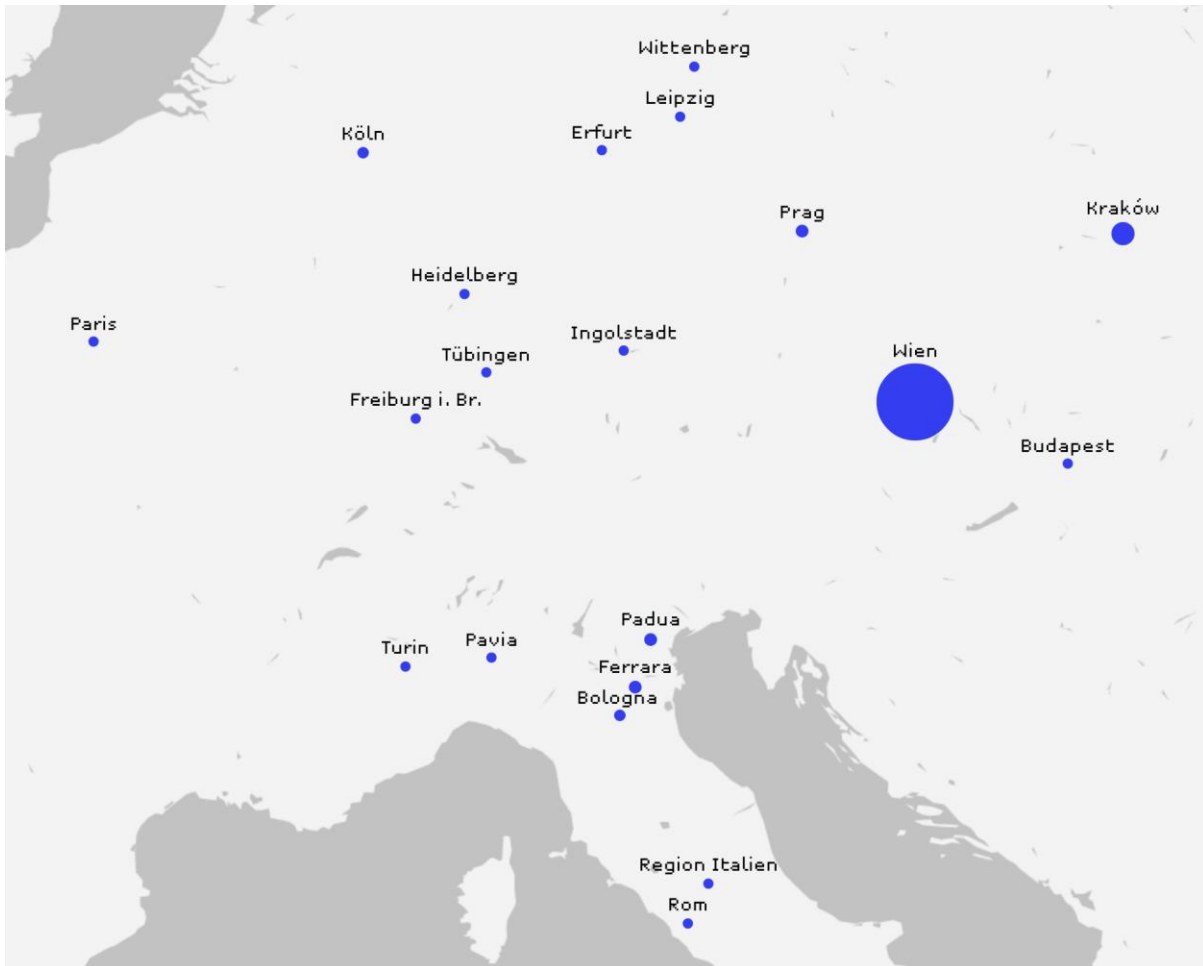 Wittenberg
Leipzig
Köln
Erfurt
Prag
Kraków
Heidelberg
Paris
Ingolstadt
Tübingen
Wien
Freiburg i. Br.
Budapest
Padua
Turin
Pavia
Ferrara
Bologna
Region Italien
Rom